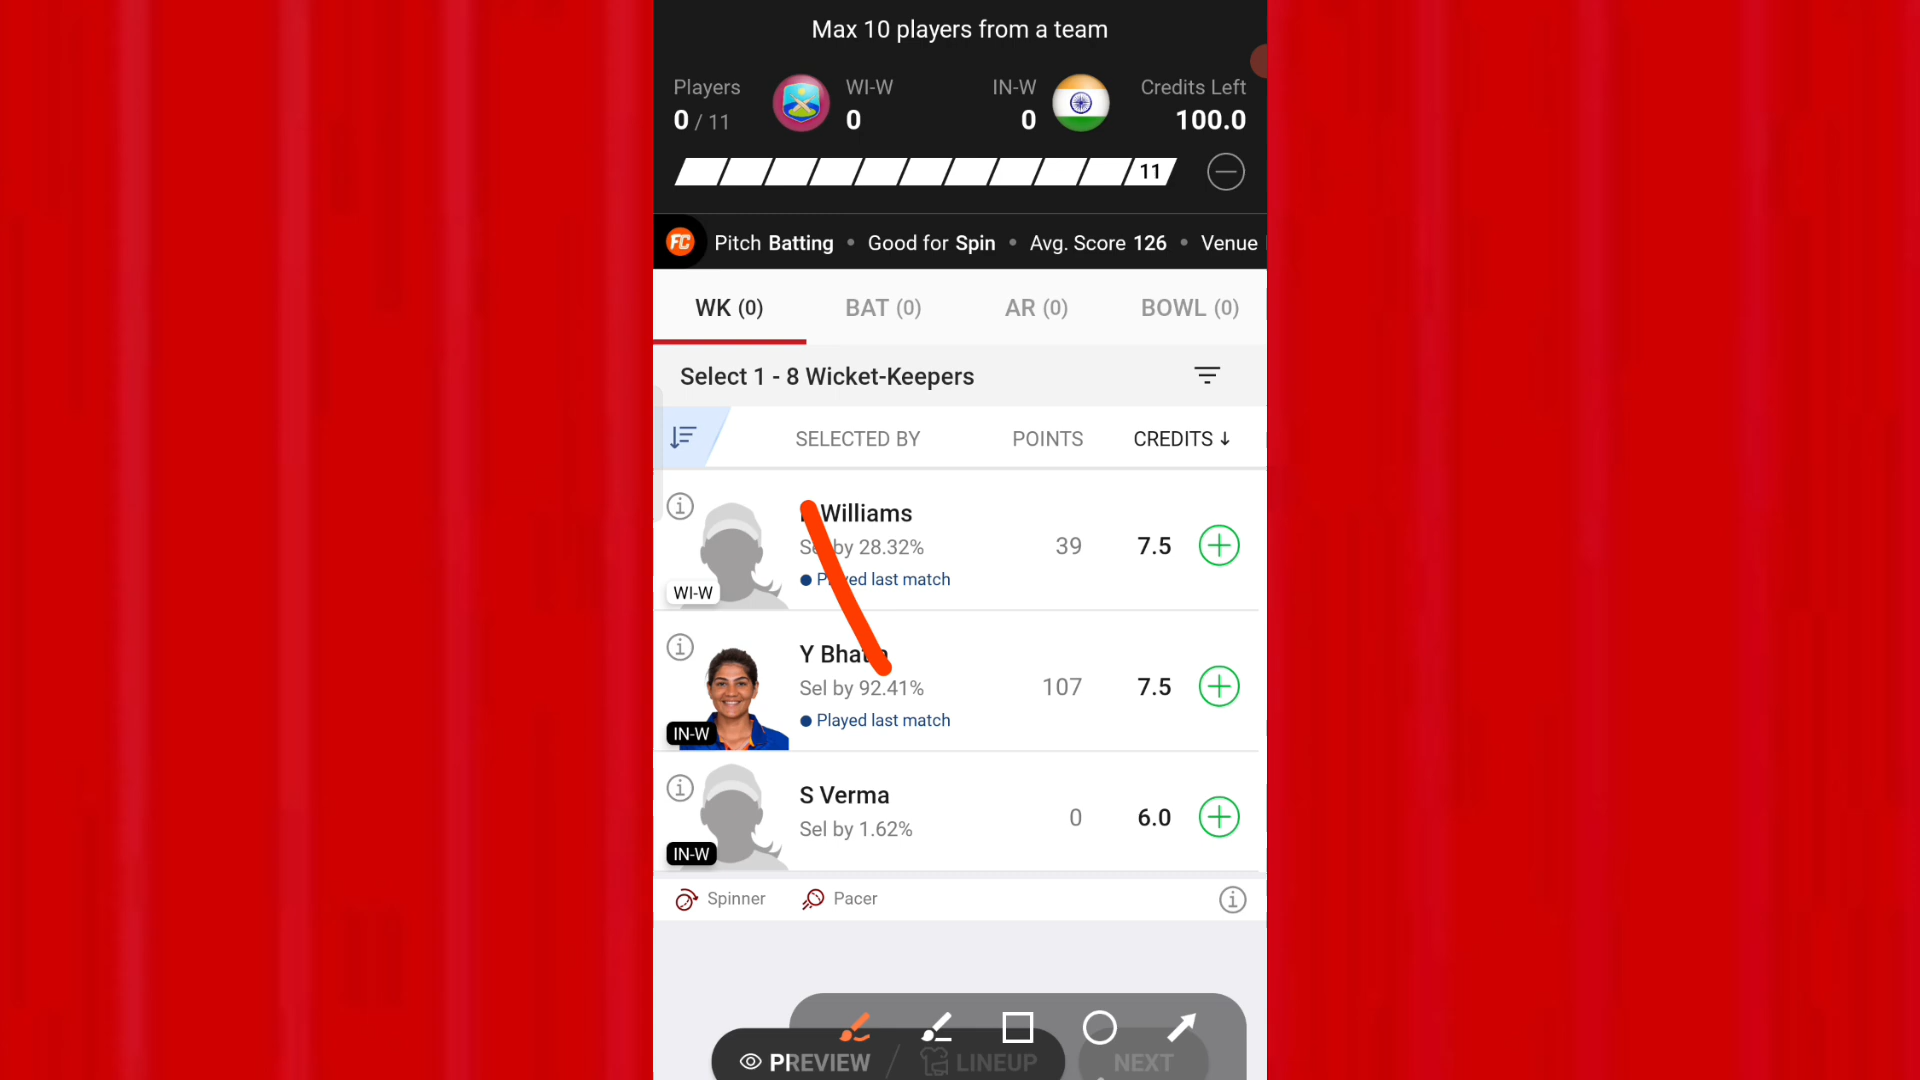 Max 10 players from a team
Players WI-W IN-W Credits Left
0 / 11 0 0 100.0
11
FC Pitch Batting • Good for Spin • Avg. Score 126 • Venue
WK (0) BAT (0) AR (0) BOWL (0)
Select 1 - 8 Wicket-Keepers
SELECTED BY POINTS CREDITS ↓
Williams
Sel by 28.32% 39 7.5
Played last match
WI-W
Y Bhatia
Sel by 92.41% 107 7.5
Played last match
IN-W
S Verma
Sel by 1.62% 0 6.0
IN-W
Spinner Pacer
PREVIEW LINEUP NEXT